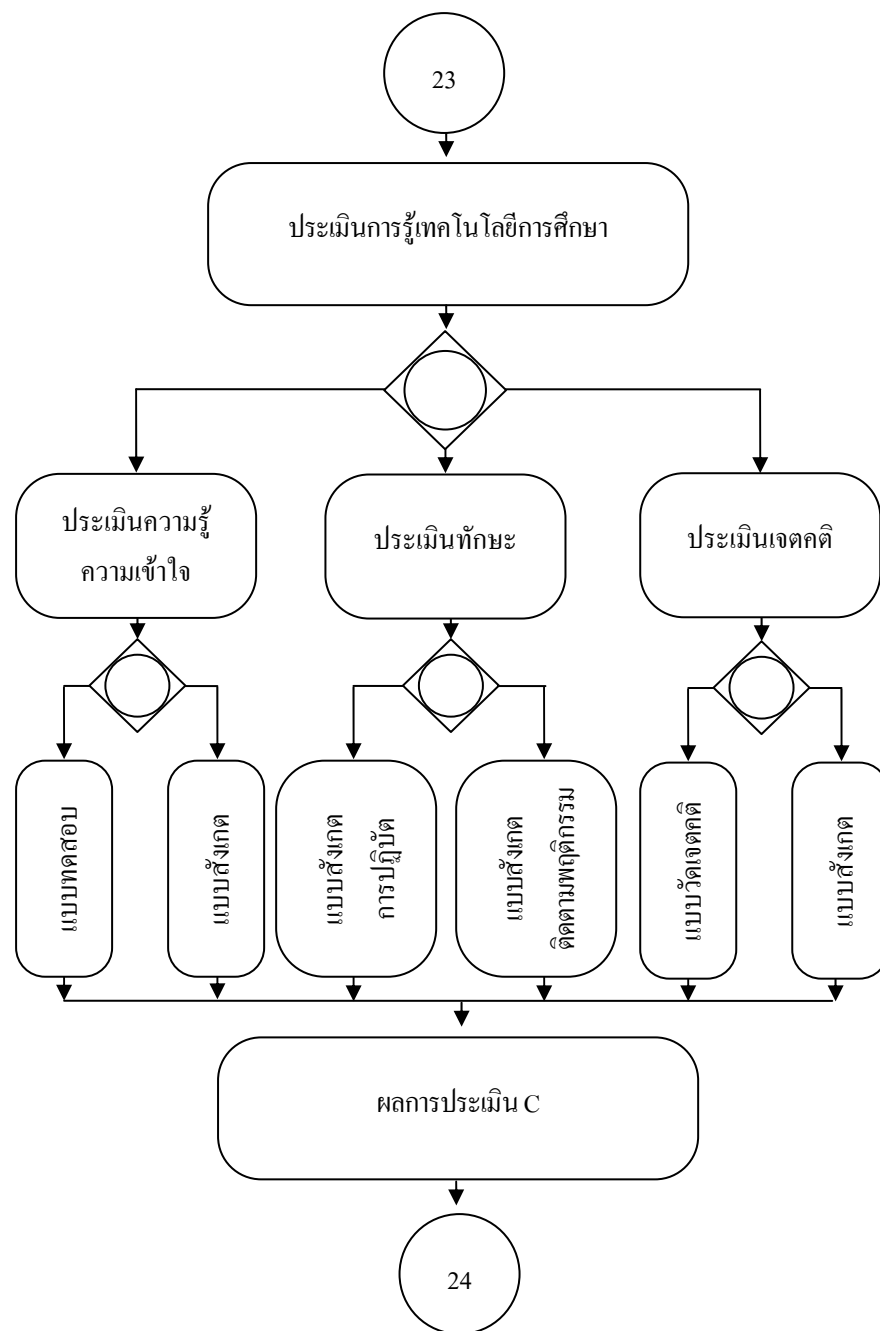 23
ประเมินการรู้เทคโนโลยีการศึกษา
ประเมินความรู้
ความเข้าใจ
ประเมินทักษะ
ประเมินเจตคติ
แบบทดสอบ
แบบสังเกต
แบบสังเกต
การปฏิบัติ
แบบสังเกต
ติดตามพฤติกรรม
แบบวัดเจตคติ
แบบสังเกต
ผลการประเมิน C
24